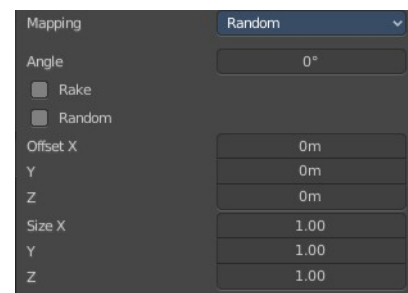 Mapping Random
Angle 0°
Rake
Random
Offset X 0m
Y 0m
Z 0m
Size X 1.00
Y 1.00
Z 1.00